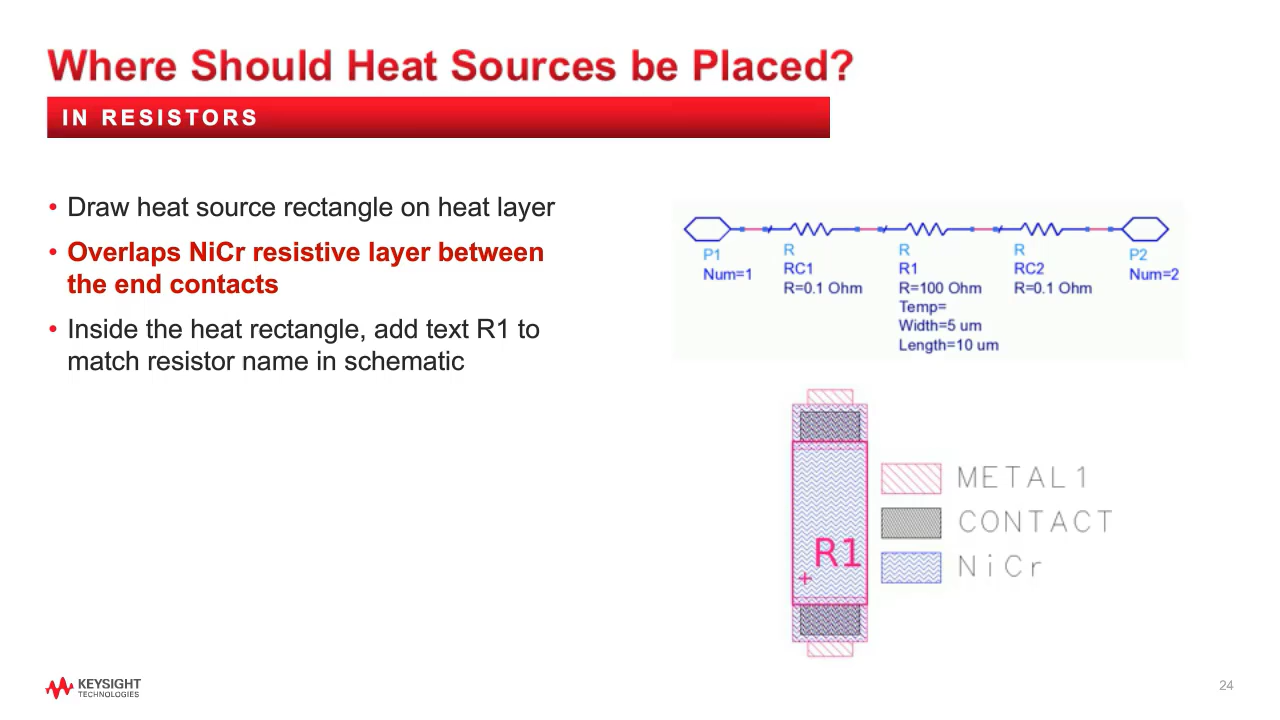 Where Should Heat Sources be Placed?
IN RESISTORS
• Draw heat source rectangle on heat layer
• Overlaps NiCr resistive layer between
the end contacts
• Inside the heat rectangle, add text R1 to
match resistor name in schematic
P1
Num=1
R
RC1
R=0.1 Ohm
R
R1
R=100 Ohm
Temp=
Width=5 um
Length=10 um
R
RC2
R=0.1 Ohm
P2
Num=2
R1
METAL1
CONTACT
NiCr
KEYSIGHT
TECHNOLOGIES
24